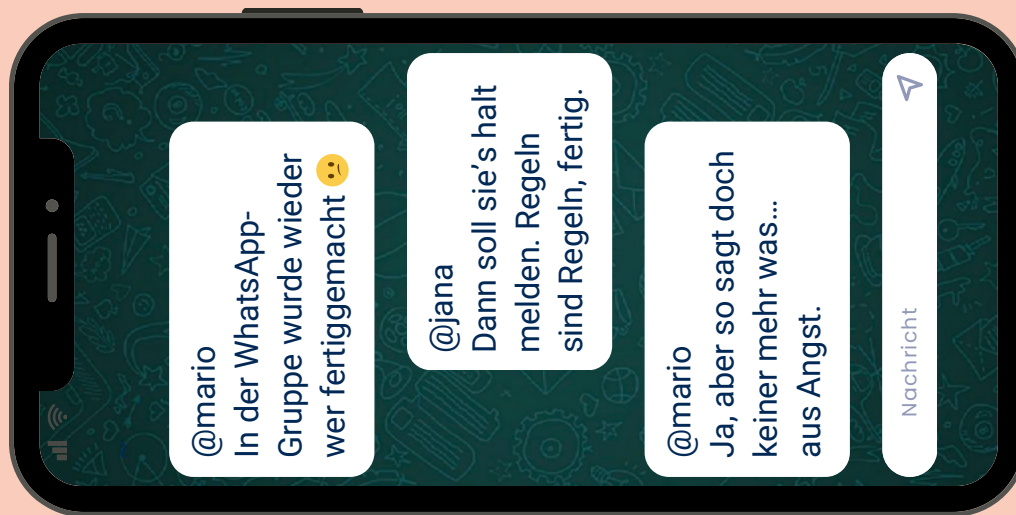 @mario
In der WhatsApp-
Gruppe wurde wieder
wer fertiggemacht 🙁
@jana
Dann soll sie’s halt
melden. Regeln
sind Regeln, fertig.
@mario
Ja, aber so sagt doch
keiner mehr was...
aus Angst.
Nachricht